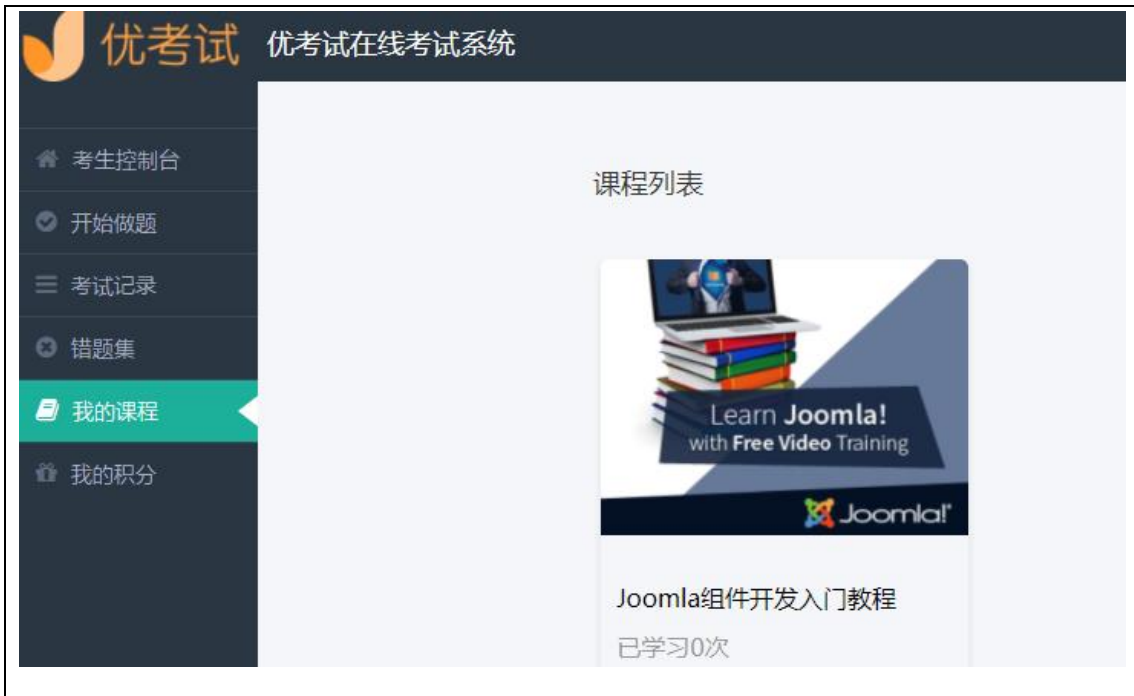 优考试 优考试在线考试系统
考生控制台
开始做题
考试记录
错题集
我的课程
我的积分
课程列表
Learn Joomla!
with Free Video Training
Joomla!
Joomla组件开发入门教程
已学习0次